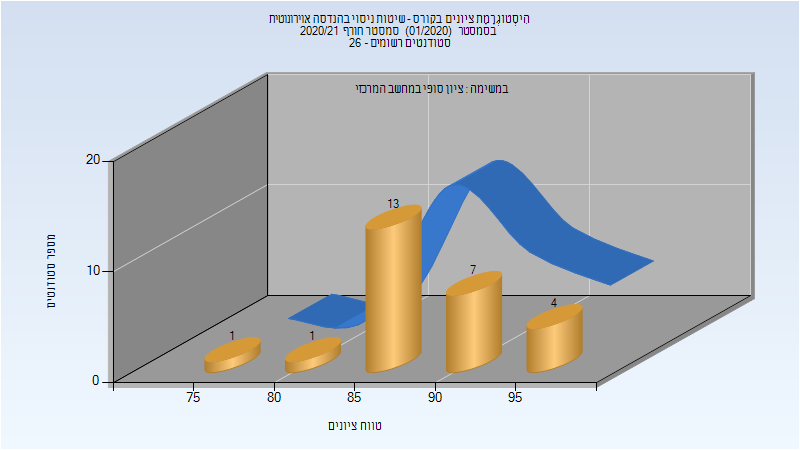 היסטוגרמת ציונים בקורס - שיטות ניסוי בהנדסה אוירונוטית
בסמסטר (01/2020) סמסטר חורף 2020/21
סטודנטים רשומים - 26
במשימה : ציון סופי במחשב המרכזי
20
10
0
מספר סטודנטים
1
1
13
7
4
75
80
85
90
95
טווח ציונים